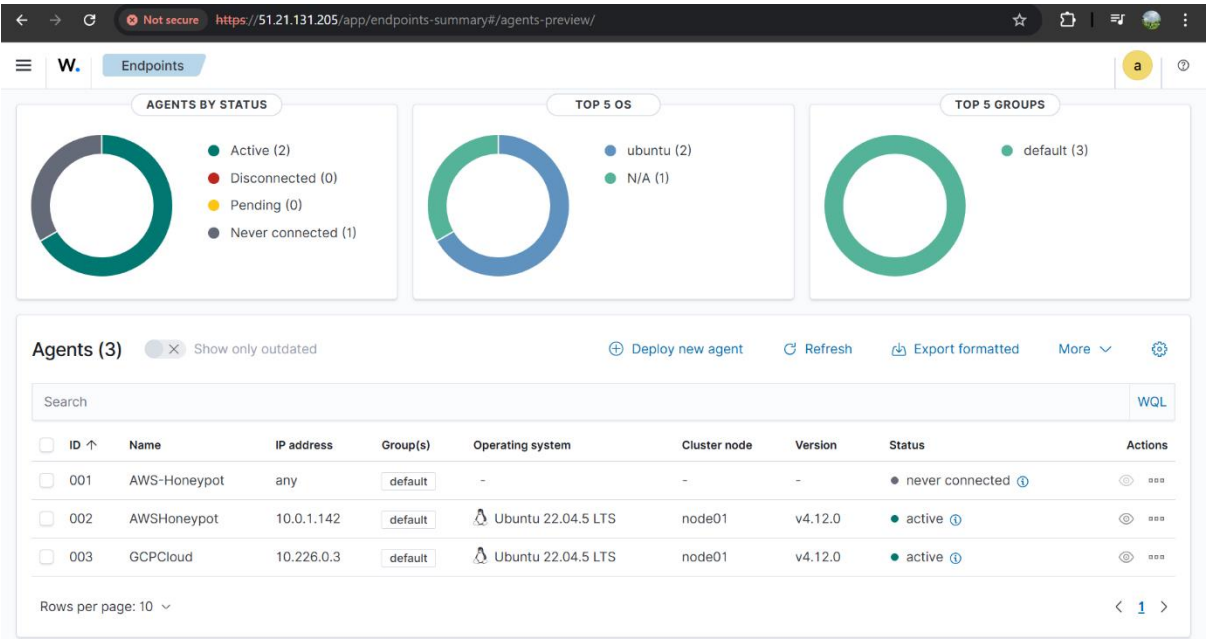 Not secure https://51.21.131.205/app/endpoints-summary#/agents-preview/
W. Endpoints a
AGENTS BY STATUS
Active (2)
Disconnected (0)
Pending (0)
Never connected (1)
TOP 5 OS
ubuntu (2)
N/A (1)
TOP 5 GROUPS
default (3)
Agents (3) Show only outdated Deploy new agent Refresh Export formatted More
Search WQL
ID Name IP address Group(s) Operating system Cluster node Version Status Actions
001 AWS-Honeypot any default - - - never connected
002 AWSHoneypot 10.0.1.142 default Ubuntu 22.04.5 LTS node01 v4.12.0 active
003 GCPCloud 10.226.0.3 default Ubuntu 22.04.5 LTS node01 v4.12.0 active
Rows per page: 10 < 1 >